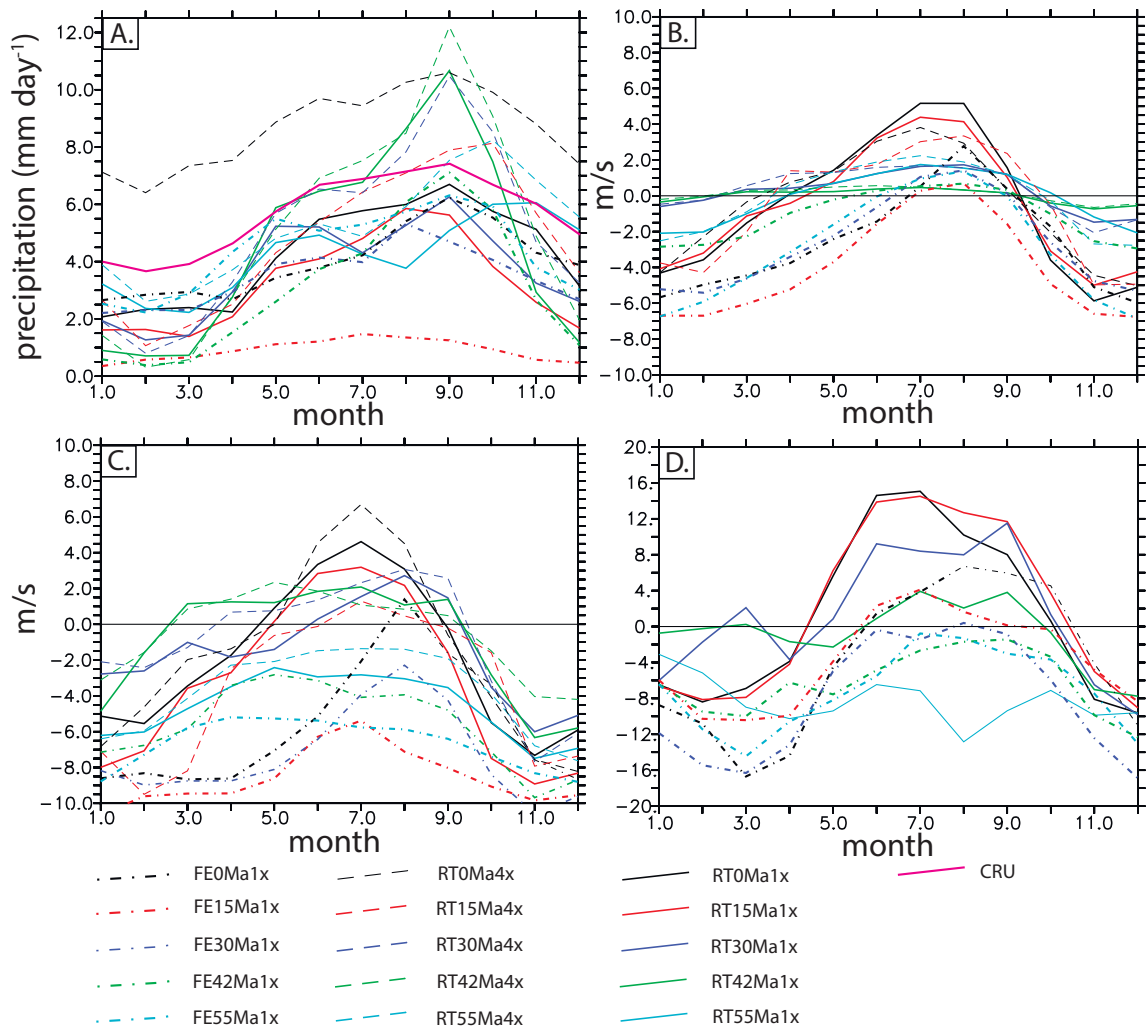 A.
B.
precipitation (mm day⁻¹)
12.0
10.0
8.0
6.0
4.0
2.0
0.0
1.0 3.0 5.0 7.0 9.0 11.0
month
m/s
10.0
8.0
6.0
4.0
2.0
0.0
−2.0
−4.0
−6.0
−8.0
−10.0
1.0 3.0 5.0 7.0 9.0 11.0
month
C.
D.
m/s
10.0
8.0
6.0
4.0
2.0
0.0
−2.0
−4.0
−6.0
−8.0
−10.0
1.0 3.0 5.0 7.0 9.0 11.0
month
20.
16.
12.
8.
4.
0
−4
−8
−12
−16
−20
1.0 3.0 5.0 7.0 9.0 11.0
month
FE0Ma1x RT0Ma4x RT0Ma1x CRU
FE15Ma1x RT15Ma4x RT15Ma1x
FE30Ma1x RT30Ma4x RT30Ma1x
FE42Ma1x RT42Ma4x RT42Ma1x
FE55Ma1x RT55Ma4x RT55Ma1x